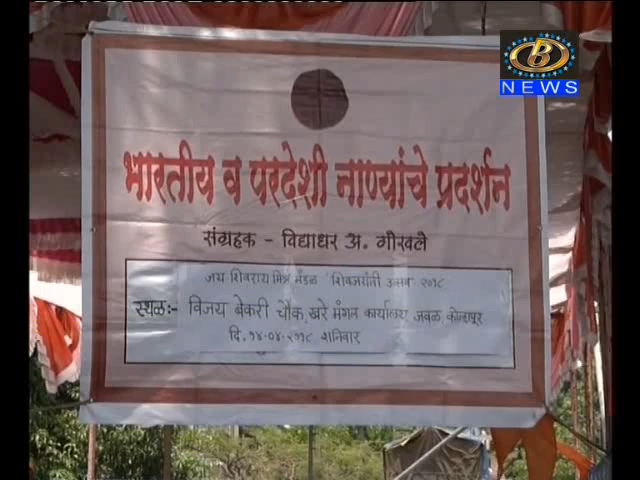 B
NEWS
भारतीय व परदेशी नाण्यांचे प्रदर्शन
संग्रहक - विद्याधर अ. गोखले
जय शिवराय मित्र मंडळ "शिवजयंती उत्सव" २०१८
स्थळ:- विजय बेकरी चौक, खरे मंगल कार्यालया जवळ, कोल्हापूर
दि. १४-०४-२०१८ शनिवार